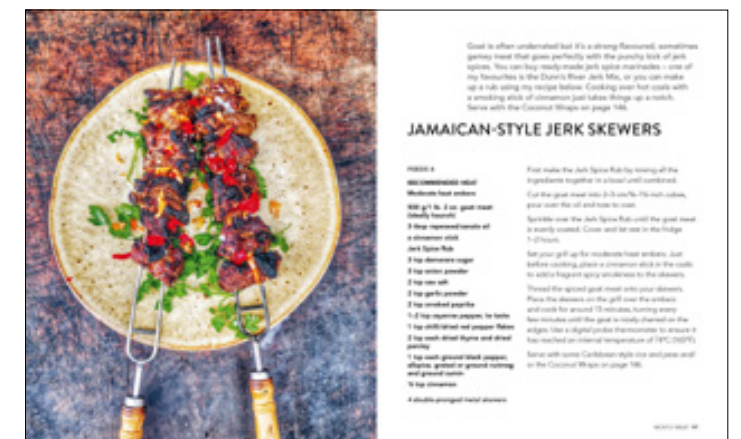 Goat is often underrated but it's a strong-flavoured, sometimes
gamey meat that goes perfectly with the punchy kick of jerk
spices. You can buy ready-made jerk spice marinades – one of
my favourites is the Dunn's River Jerk Mix, or you can make
up a rub using my recipe below. Cooking over hot coals with
a smoking stick of cinnamon just takes things up a notch.
Serve with the Coconut Wraps on page 146.
JAMAICAN-STYLE JERK SKEWERS
RECOMMENDED HEAT
Moderate heat embers
goat meat
(ideally haunch)
3 tbsp rapeseed/canola oil
a cinnamon stick
Jerk Spice Rub
2 tsp demerara sugar
2 tsp onion powder
2 tsp sea salt
2 tsp garlic powder
2 tsp smoked paprika
1–2 tsp cayenne pepper, to taste
1 tsp chilli/dried red pepper flakes
2 tsp each dried thyme and dried
parsley
1 tsp each ground black pepper,
allspice, grated or ground nutmeg
and ground cumin
½ tsp cinnamon
4 double-pronged metal skewers
First make the Jerk Spice Rub by mixing all the
ingredients together in a bowl until combined.
Cut the goat meat into cubes,
pour over the oil and toss to coat.
Sprinkle over the Jerk Spice Rub until the goat meat
is evenly coated. Cover and let rest in the fridge
1–2 hours.
Set your grill up for moderate heat embers. Just
before cooking, place a cinnamon stick in the coals
to add a fragrant spicy smokiness to the skewers.
Thread the spiced goat meat onto your skewers.
Place the skewers on the grill over the embers
and cook for around 15 minutes, turning every
few minutes until the goat is nicely charred on the
edges. Use a digital probe thermometer to ensure it
has reached an internal temperature of
Serve with some Caribbean-style rice and peas and/
or the Coconut Wraps on page 146.